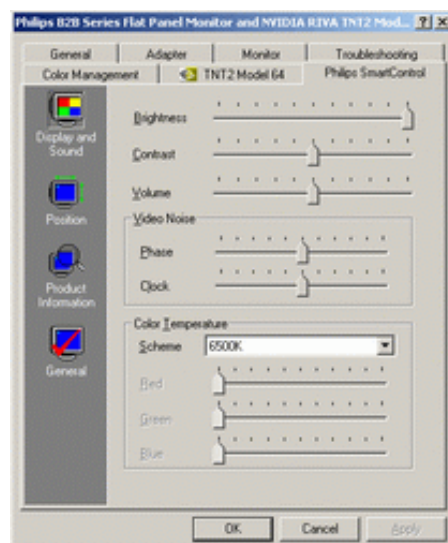 Philips B2B Series Flat Panel Monitor and NVIDIA RIVA TNT2 Mod... ? X
General Adapter Monitor Troubleshooting
Color Management TNT2 Model 64 Philips SmartControl
Display and
Sound
Position
Product
Information
General
Brightness
Contrast
Volume
Video Noise
Phase
Clock
Color Temperature
Scheme 6500K
Red
Green
Blue
OK Cancel Apply